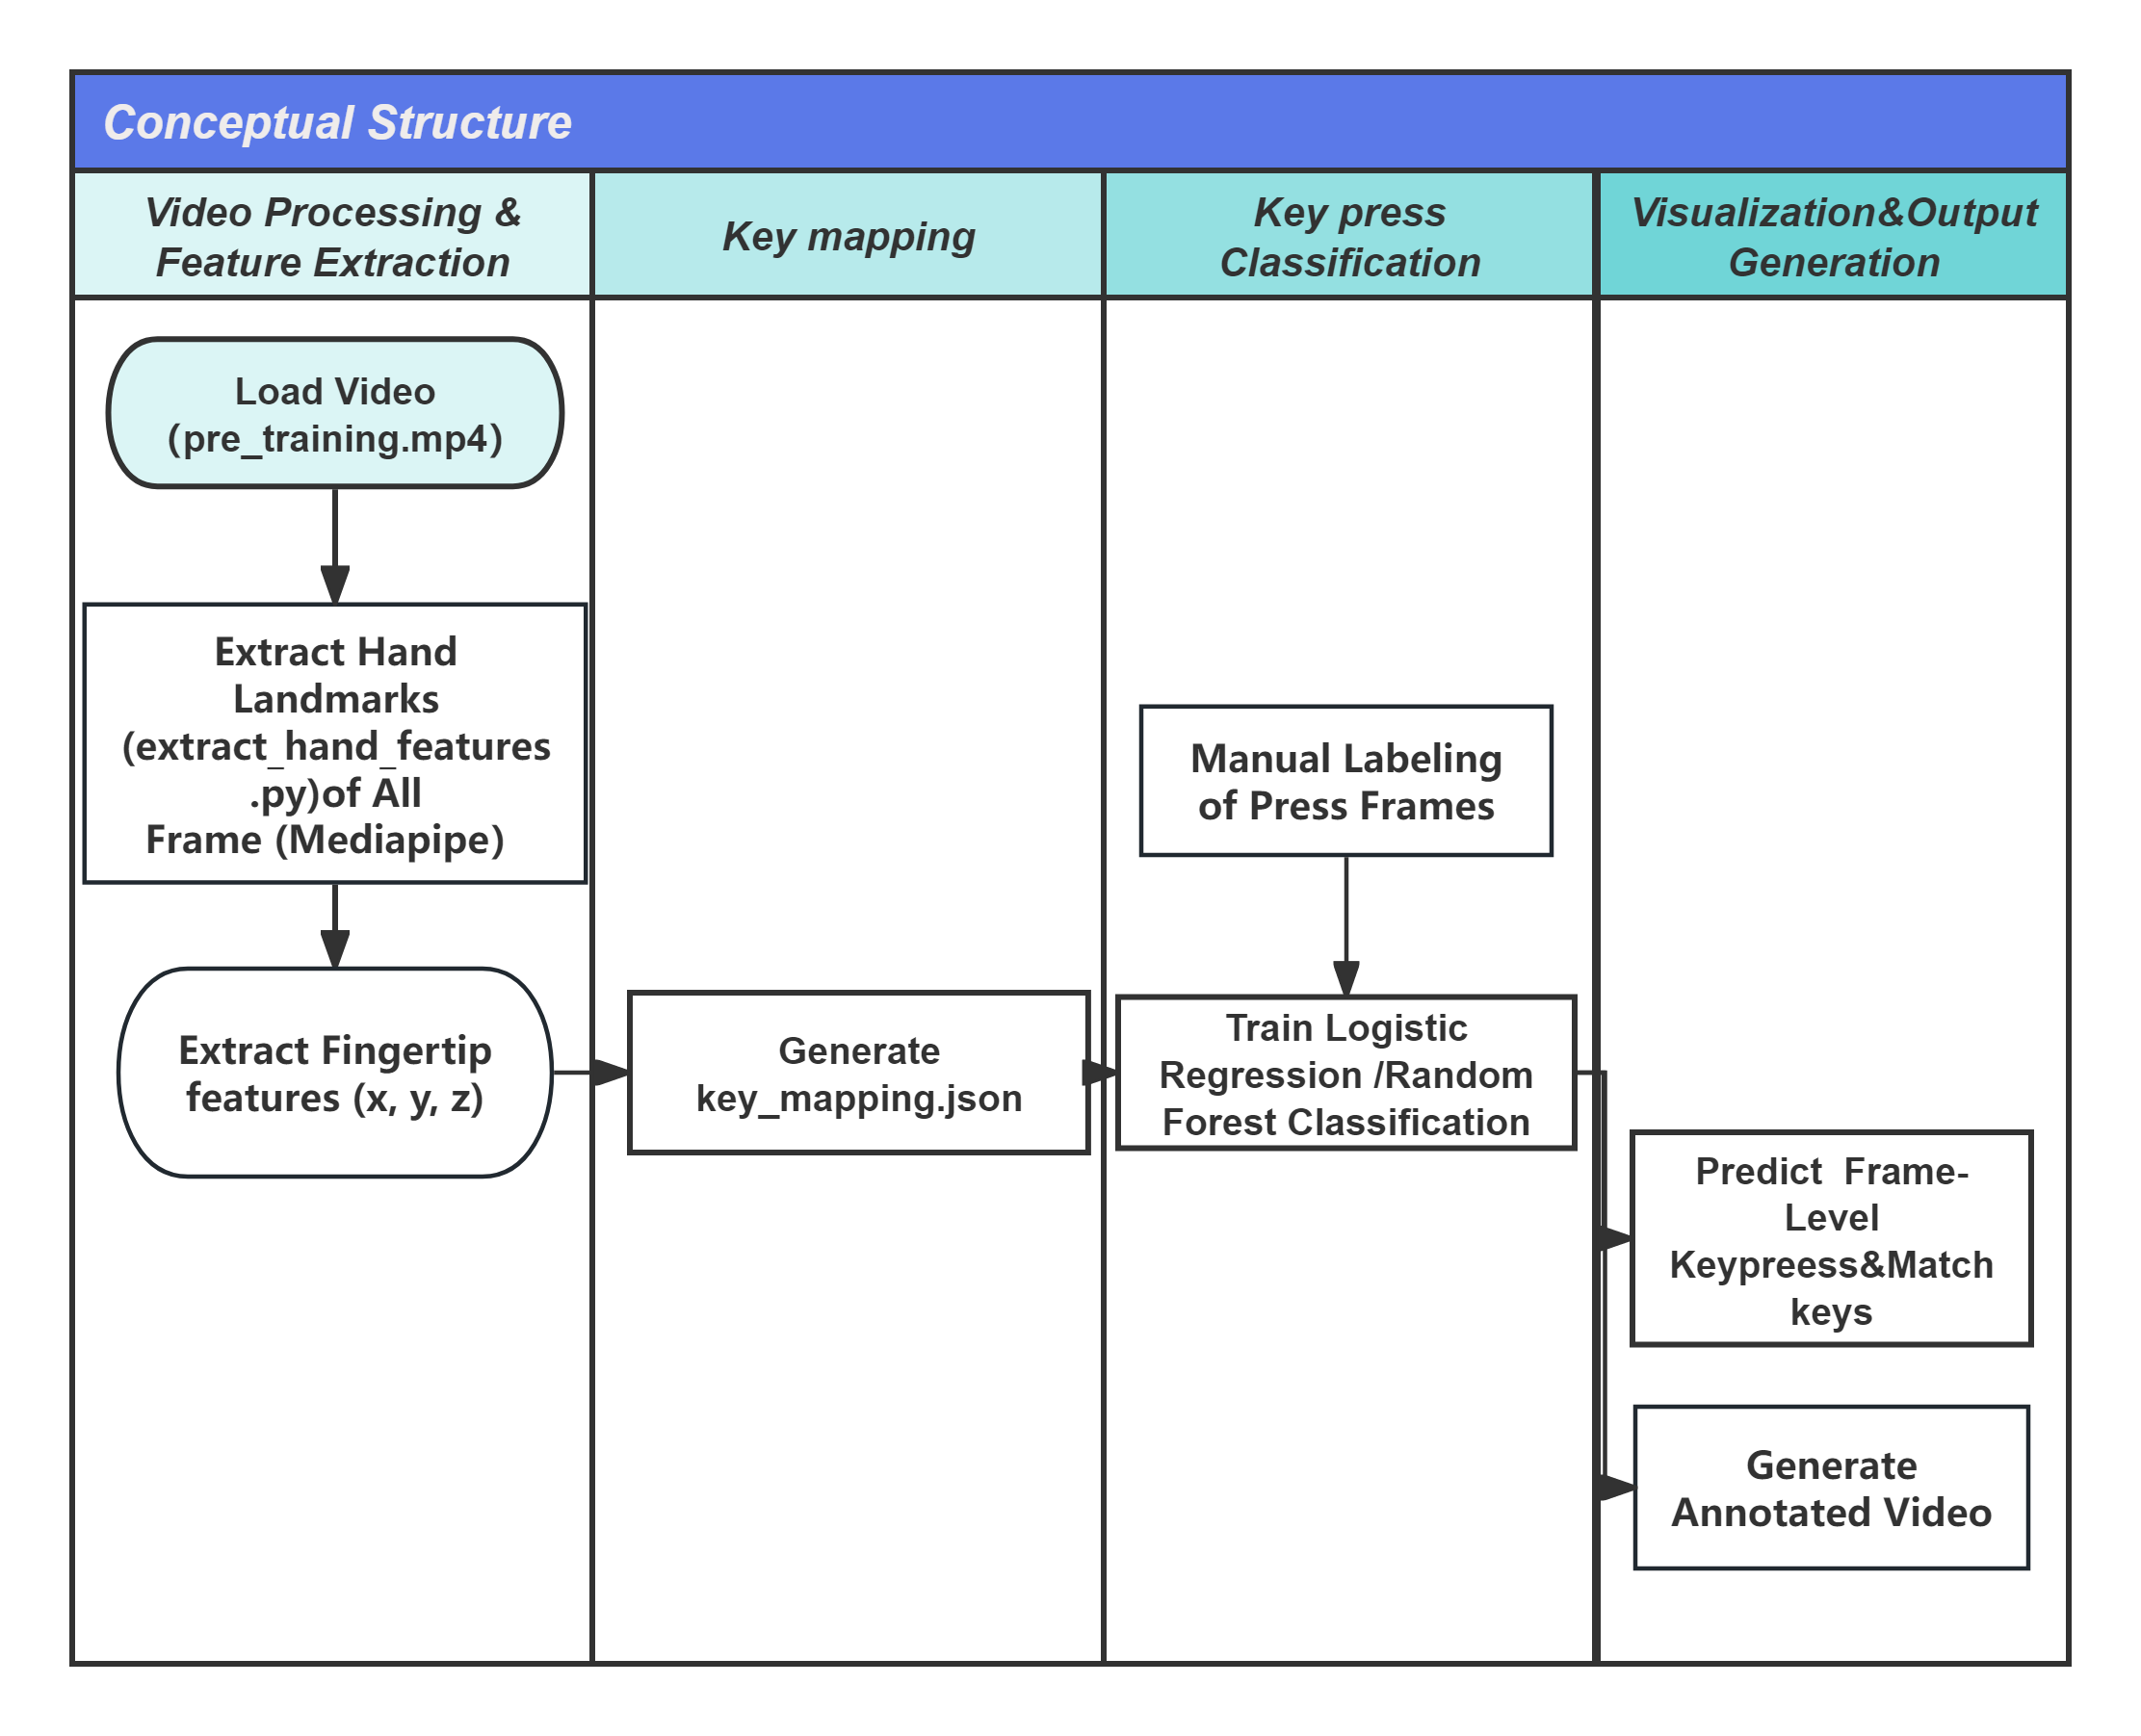 Conceptual Structure
Video Processing &
Feature Extraction
Key mapping
Key press
Classification
Visualization&Output
Generation
Load Video
(pre_training.mp4)
Extract Hand
Landmarks
(extract_hand_features
.py)of All
Frame (Mediapipe)
Extract Fingertip
features (x, y, z)
Generate
key_mapping.json
Manual Labeling
of Press Frames
Train Logistic
Regression /Random
Forest Classification
Predict  Frame-
Level
Keypreess&Match
keys
Generate
Annotated Video